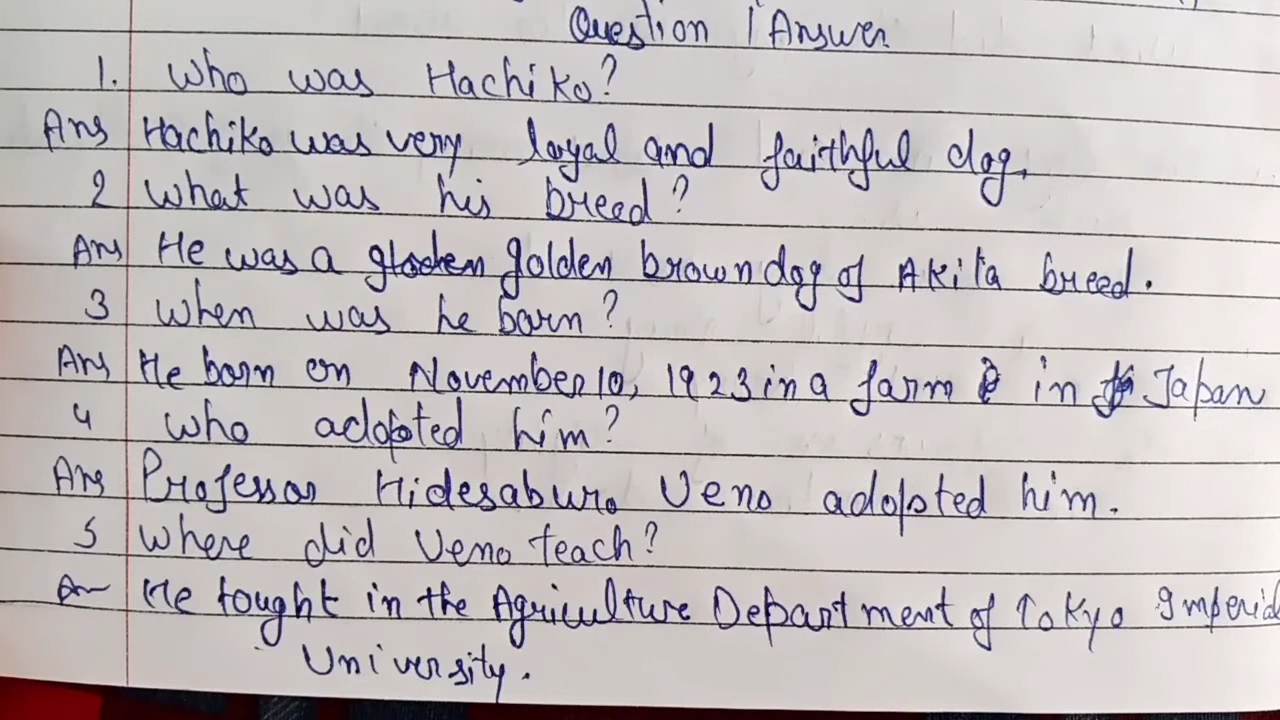 Question / Answer
1. Who was Hachiko?
Ans Hachiko was very loyal and faithful dog.
2 What was his breed?
Ans He was a golden brown dog of Akita breed.
3 When was he born?
Ans He born on November 10, 1923 in a farm in Japan
4 Who adopted him?
Ans Professor Hidesaburo Ueno adopted him.
5 Where did Ueno teach?
An He tought in the Agriculture Department of Tokyo Imperial
University.